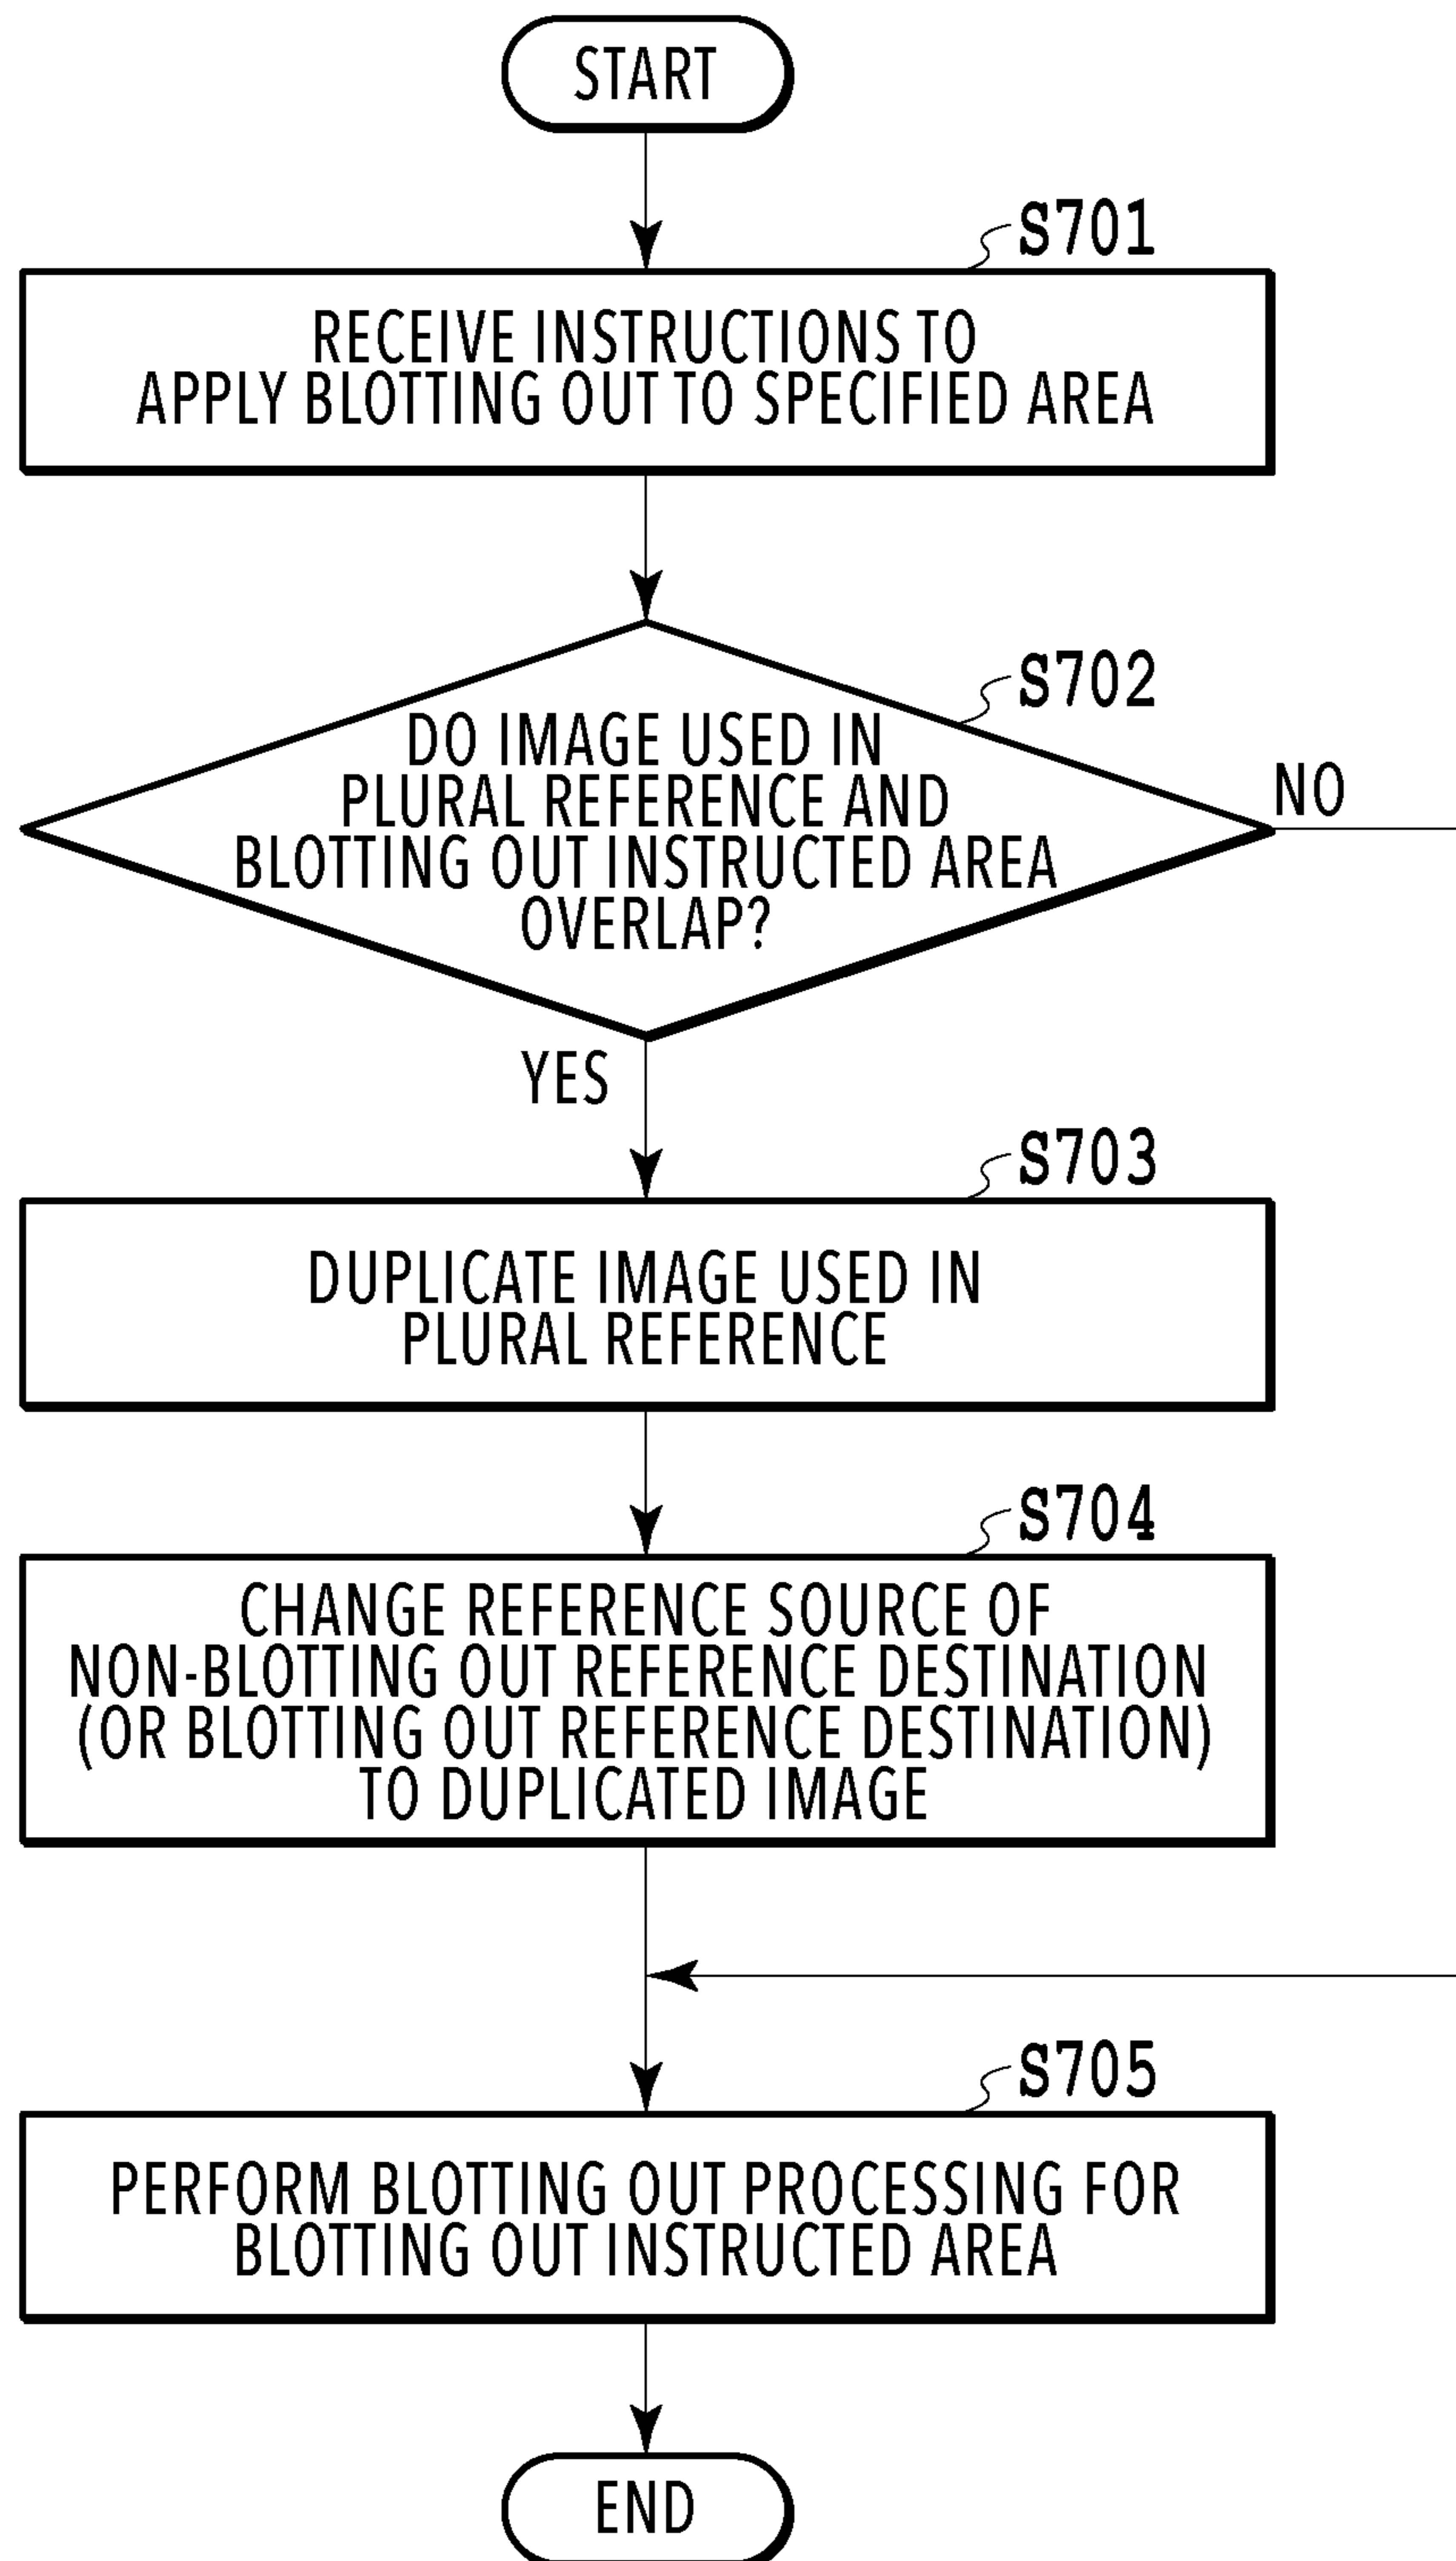 START
S701
RECEIVE INSTRUCTIONS TO
APPLY BLOTTING OUT TO SPECIFIED AREA
S702
DO IMAGE USED IN
PLURAL REFERENCE AND
BLOTTING OUT INSTRUCTED AREA
OVERLAP?
NO
YES
S703
DUPLICATE IMAGE USED IN
PLURAL REFERENCE
S704
CHANGE REFERENCE SOURCE OF
NON-BLOTTING OUT REFERENCE DESTINATION
(OR BLOTTING OUT REFERENCE DESTINATION)
TO DUPLICATED IMAGE
S705
PERFORM BLOTTING OUT PROCESSING FOR
BLOTTING OUT INSTRUCTED AREA
END